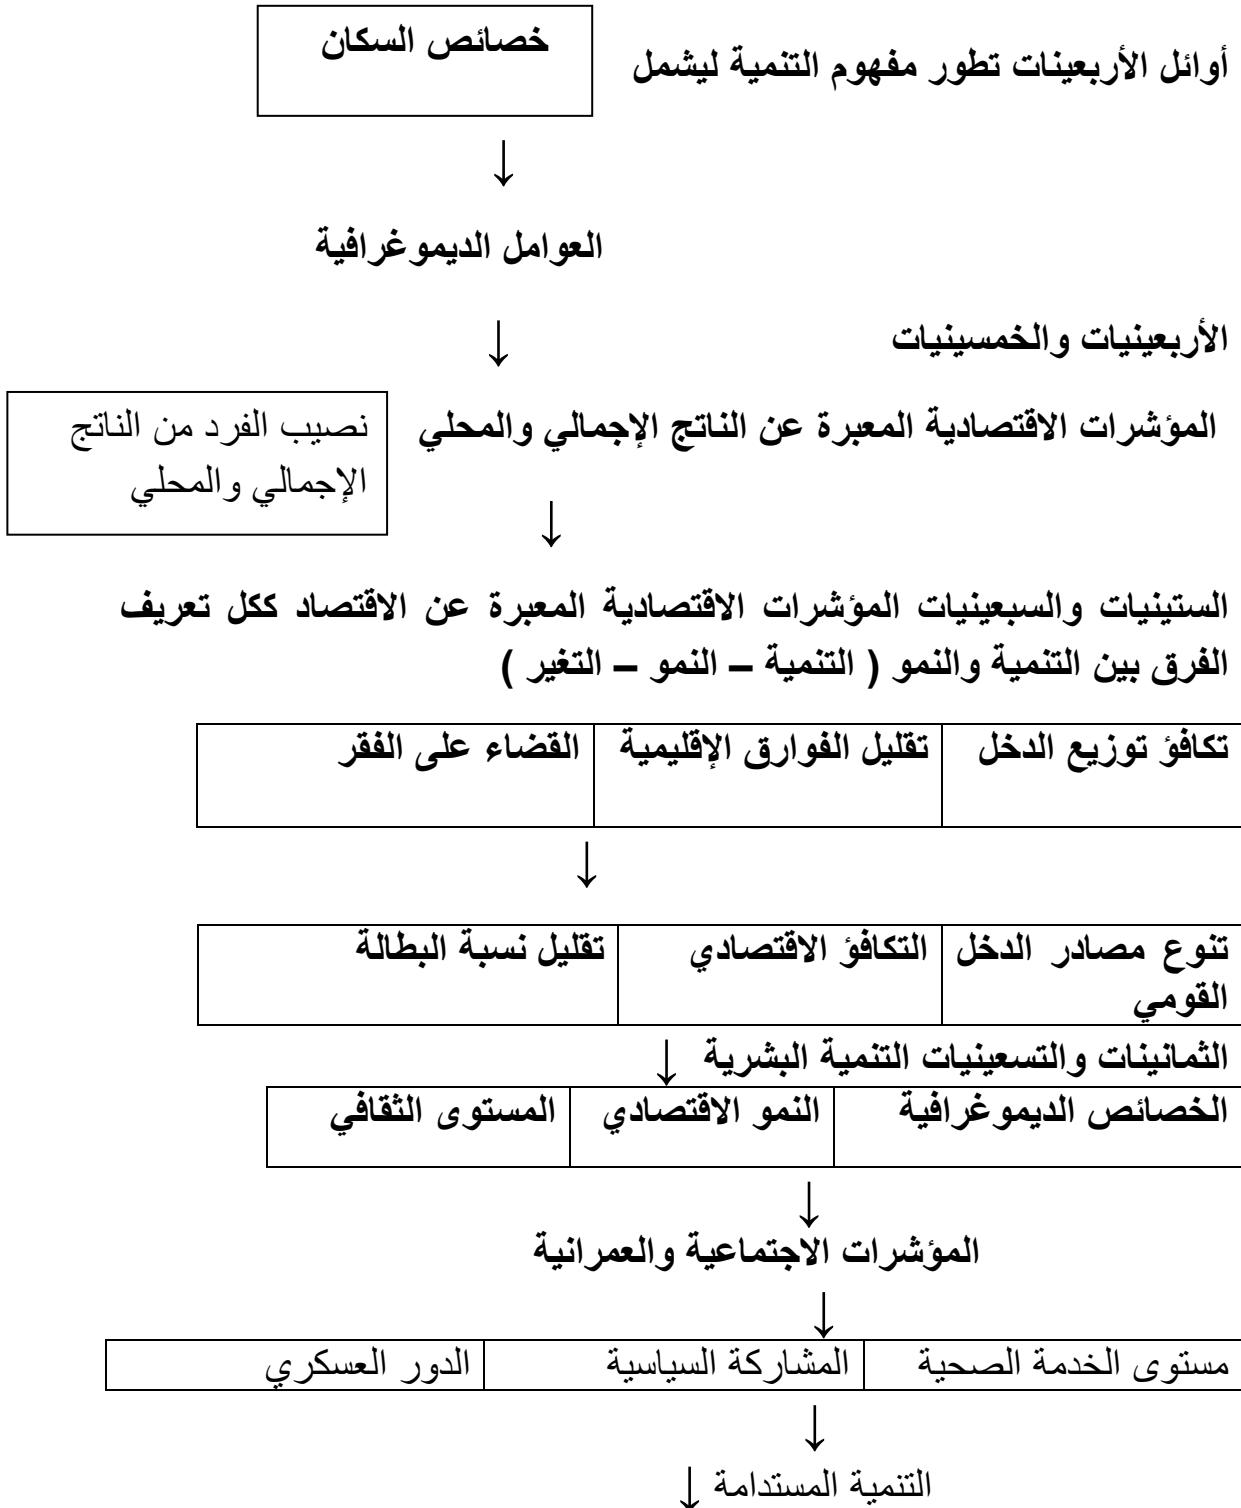 أوائل الأربعينات تطور مفهوم التنمية ليشمل
خصائص السكان
↓
العوامل الديموغرافية
الأربعينيات والخمسينيات
↓
المؤشرات الاقتصادية المعبرة عن الناتج الإجمالي والمحلي
نصيب الفرد من الناتج
الإجمالي والمحلي
↓
الستينيات والسبعينيات المؤشرات الاقتصادية المعبرة عن الاقتصاد ككل تعريف
الفرق بين التنمية والنمو ( التنمية – النمو – التغير )
تكافؤ توزيع الدخل
تقليل الفوارق الإقليمية
القضاء على الفقر
↓
تنوع مصادر الدخل
القومي
التكافؤ الاقتصادي
تقليل نسبة البطالة
الثمانينات والتسعينيات التنمية البشرية ↓
الخصائص الديموغرافية
النمو الاقتصادي
المستوى الثقافي
↓
المؤشرات الاجتماعية والعمرانية
↓
مستوى الخدمة الصحية
المشاركة السياسية
الدور العسكري
↓
التنمية المستدامة ↓